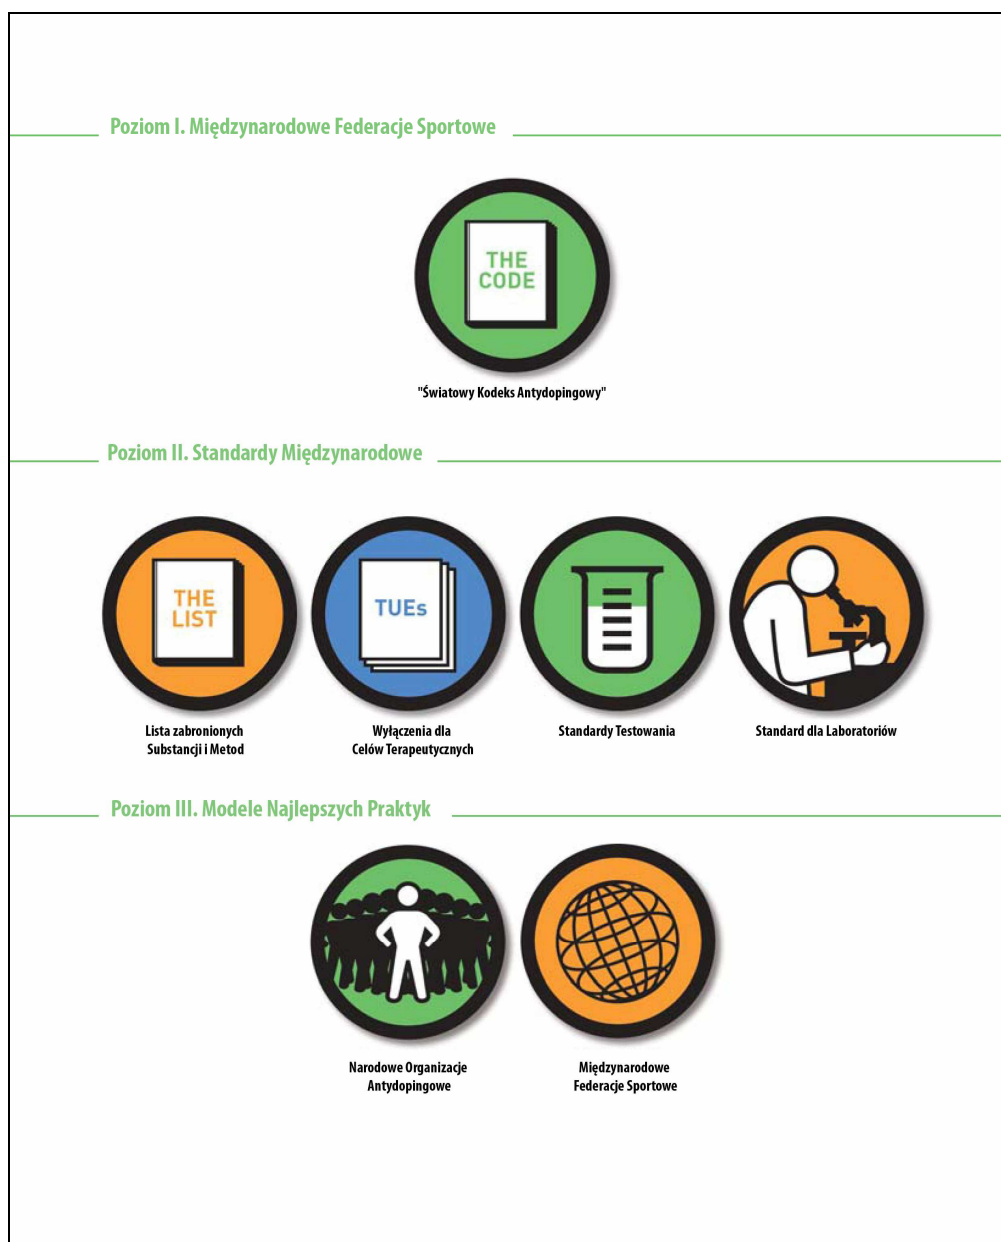 Poziom I. Międzynarodowe Federacje Sportowe
THE
CODE
"Światowy Kodeks Antydopingowy"
Poziom II. Standardy Międzynarodowe
THE
LIST
TUEs
Lista zabronionych
Substancji i Metod
Wyłączenia dla
Celów Terapeutycznych
Standardy Testowania
Standard dla Laboratoriów
Poziom III. Modele Najlepszych Praktyk
Narodowe Organizacje
Antydopingowe
Międzynarodowe
Federacje Sportowe